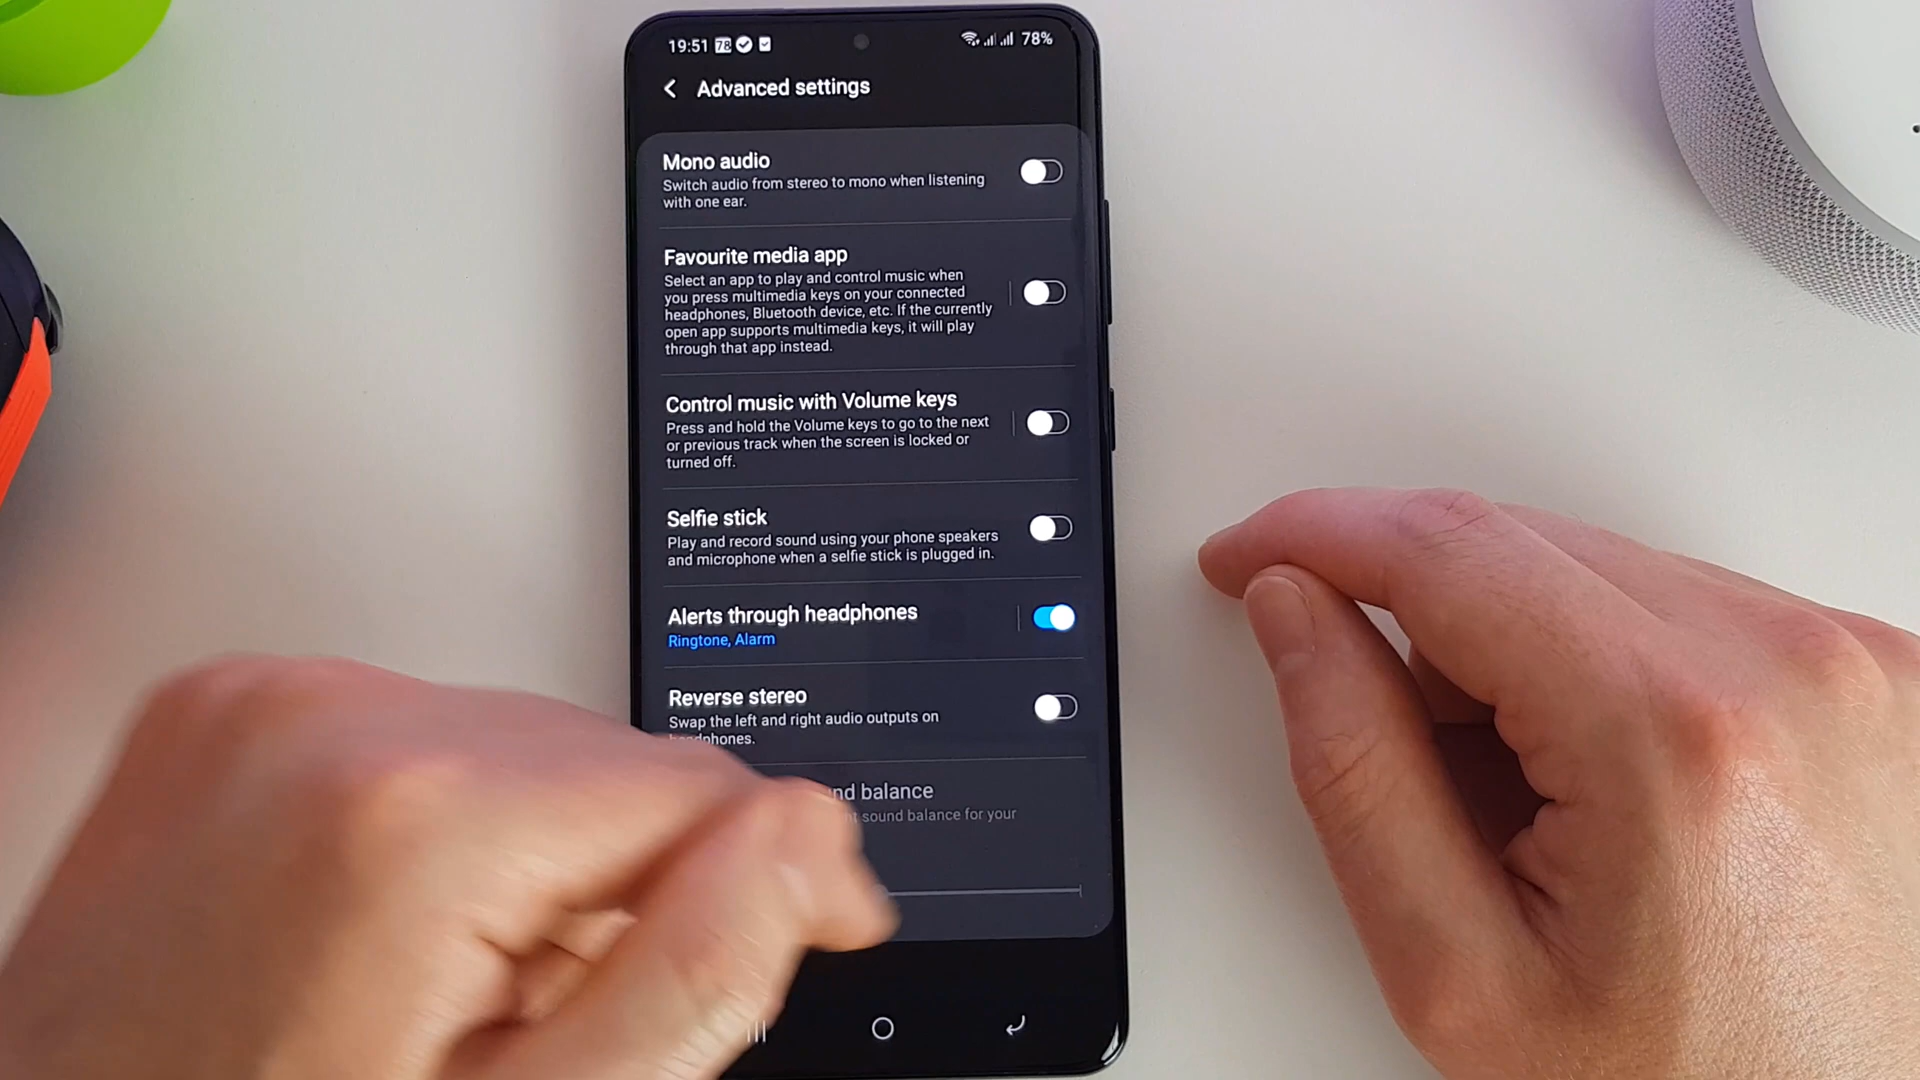 19:51 78 78%
Advanced settings
Mono audio
Switch audio from stereo to mono when listening
with one ear.
Favourite media app
Select an app to play and control music when
you press multimedia keys on your connected
headphones, Bluetooth device, etc. If the currently
open app supports multimedia keys, it will play
through that app instead.
Control music with Volume keys
Press and hold the Volume keys to go to the next
or previous track when the screen is locked or
turned off.
Selfie stick
Play and record sound using your phone speakers
and microphone when a selfie stick is plugged in.
Alerts through headphones
Ringtone, Alarm
Reverse stereo
Swap the left and right audio outputs on
headphones.
balance
sound balance for your